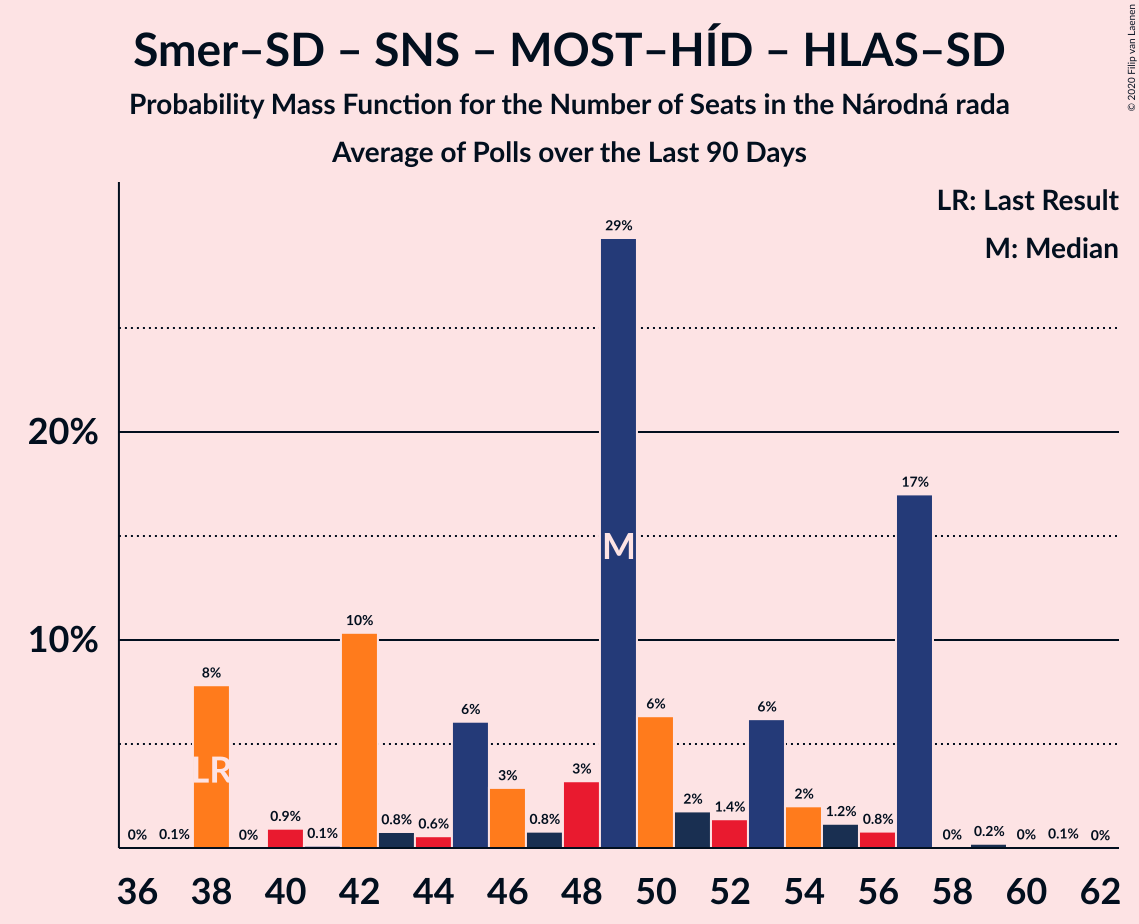 Smer–SD – SNS – MOST–HÍD – HLAS–SD
Probability Mass Function for the Number of Seats in the Národná rada
Average of Polls over the Last 90 Days
© 2020 Filip van Laenen
LR: Last Result
M: Median
29%
20%
17%
M
10%
10%
8%
6%
6%
6%
LR
3%
3%
2%
2%
1.4%
1.2%
0% 0.1% 0% 0.9% 0.1% 0.8% 0.6% 0.8% 0.8% 0% 0.2% 0% 0.1% 0%
36 38 40 42 44 46 48 50 52 54 56 58 60 62